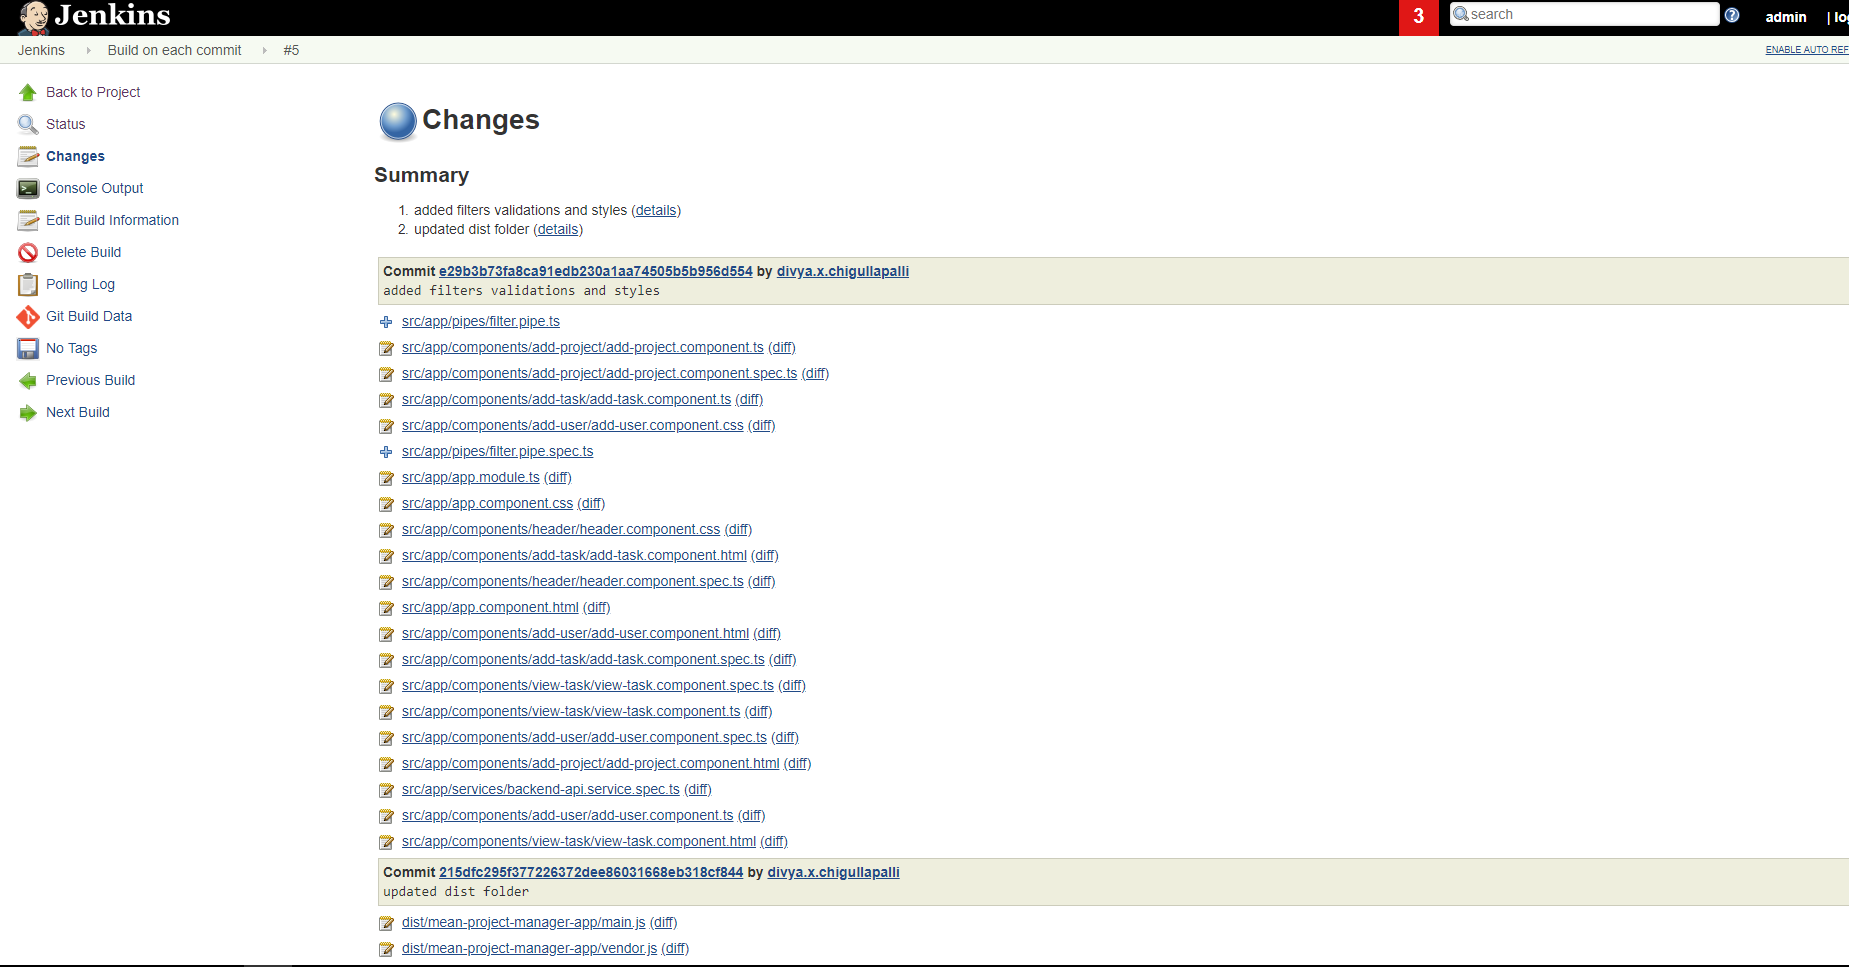 Jenkins
3
search
admin
| lo
Jenkins Build on each commit #5
ENABLE AUTO REF
Back to Project
Status
Changes
Console Output
Edit Build Information
Delete Build
Polling Log
Git Build Data
No Tags
Previous Build
Next Build
Changes
Summary
1. added filters validations and styles (details)
2. updated dist folder (details)
Commit e29b3b73fa8ca91edb230a1aa74505b5b956d554 by divya.x.chigullapalli
added filters validations and styles
src/app/pipes/filter.pipe.ts
src/app/components/add-project/add-project.component.ts (diff)
src/app/components/add-project/add-project.component.spec.ts (diff)
src/app/components/add-task/add-task.component.ts (diff)
src/app/components/add-user/add-user.component.css (diff)
src/app/pipes/filter.pipe.spec.ts
src/app/app.module.ts (diff)
src/app/app.component.css (diff)
src/app/components/header/header.component.css (diff)
src/app/components/add-task/add-task.component.html (diff)
src/app/components/header/header.component.spec.ts (diff)
src/app/app.component.html (diff)
src/app/components/add-user/add-user.component.html (diff)
src/app/components/add-task/add-task.component.spec.ts (diff)
src/app/components/view-task/view-task.component.spec.ts (diff)
src/app/components/view-task/view-task.component.ts (diff)
src/app/components/add-user/add-user.component.spec.ts (diff)
src/app/components/add-project/add-project.component.html (diff)
src/app/services/backend-api.service.spec.ts (diff)
src/app/components/add-user/add-user.component.ts (diff)
src/app/components/view-task/view-task.component.html (diff)
Commit 215dfc295f377226372dee86031668eb318cf844 by divya.x.chigullapalli
updated dist folder
dist/mean-project-manager-app/main.js (diff)
dist/mean-project-manager-app/vendor.js (diff)